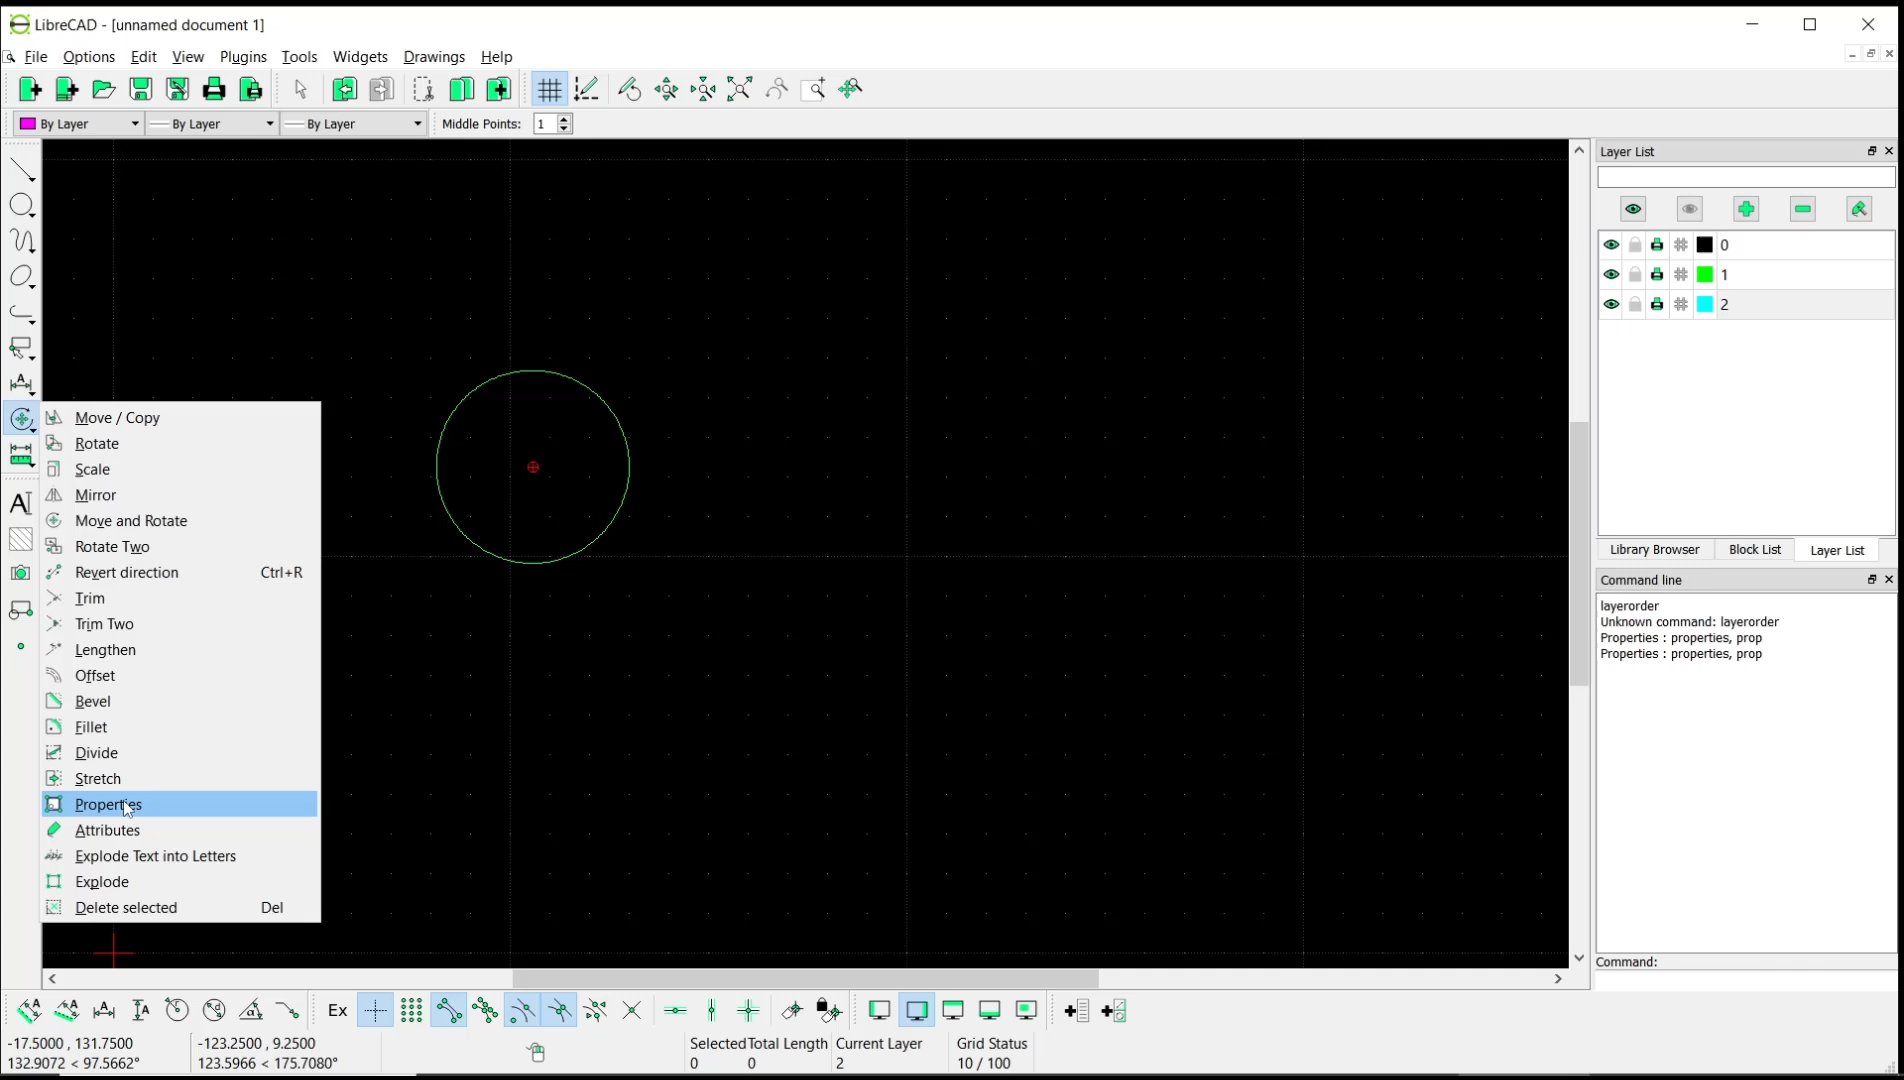 LibreCAD - [unnamed document 1]
File Options Edit View Plugins Tools Widgets Drawings Help
By Layer By Layer By Layer Middle Points: 1
Layer List
0
1
2
Library Browser Block List Layer List
Command line
layerorder
Unknown command: layerorder
Properties : properties, prop
Properties : properties, prop
Command:
Move / Copy
Rotate
Scale
Mirror
Move and Rotate
Rotate Two
Revert direction Ctrl+R
Trim
Trim Two
Lengthen
Offset
Bevel
Fillet
Divide
Stretch
Properties
Attributes
Explode Text into Letters
Explode
Delete selected Del
Ex
-17.5000 , 131.7500 -123.2500 , 9.2500 Selected Total Length Current Layer Grid Status
132.9072 < 97.5662° 123.5966 < 175.7080° 0 0 2 10 / 100